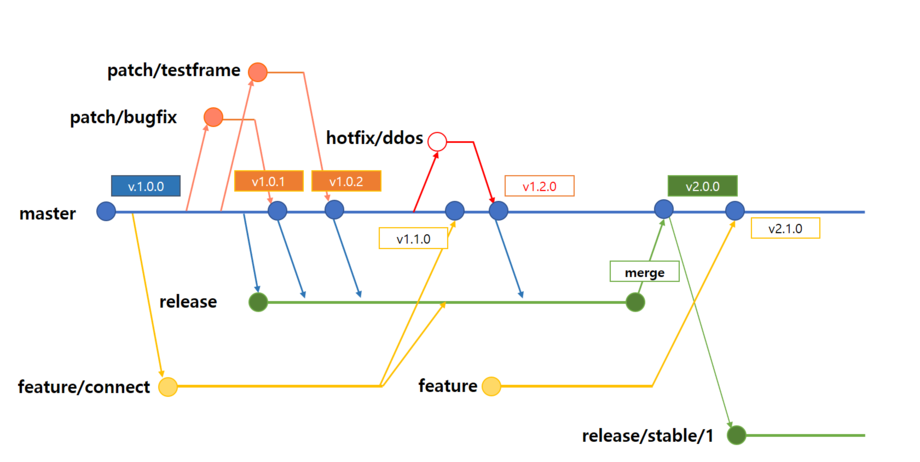 patch/testframe
patch/bugfix
hotfix/ddos
v.1.0.0
v1.0.1
v1.0.2
v1.2.0
v2.0.0
master
v1.1.0
v2.1.0
merge
release
feature/connect
feature
release/stable/1